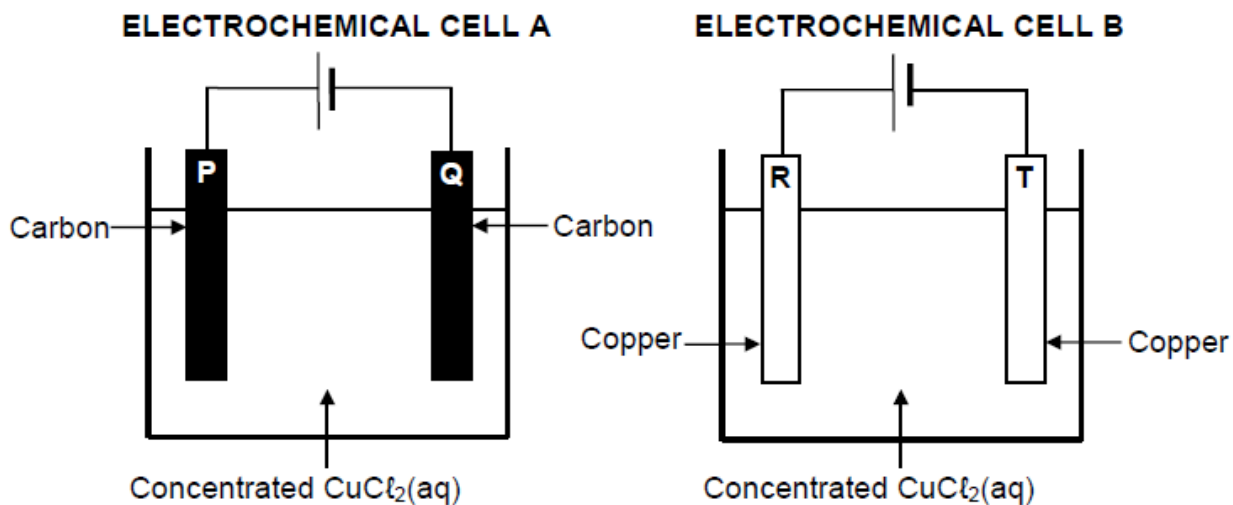 ELECTROCHEMICAL CELL A
ELECTROCHEMICAL CELL B
P
Q
R
T
Carbon
Carbon
Copper
Copper
Concentrated CuCℓ₂(aq)
Concentrated CuCℓ₂(aq)